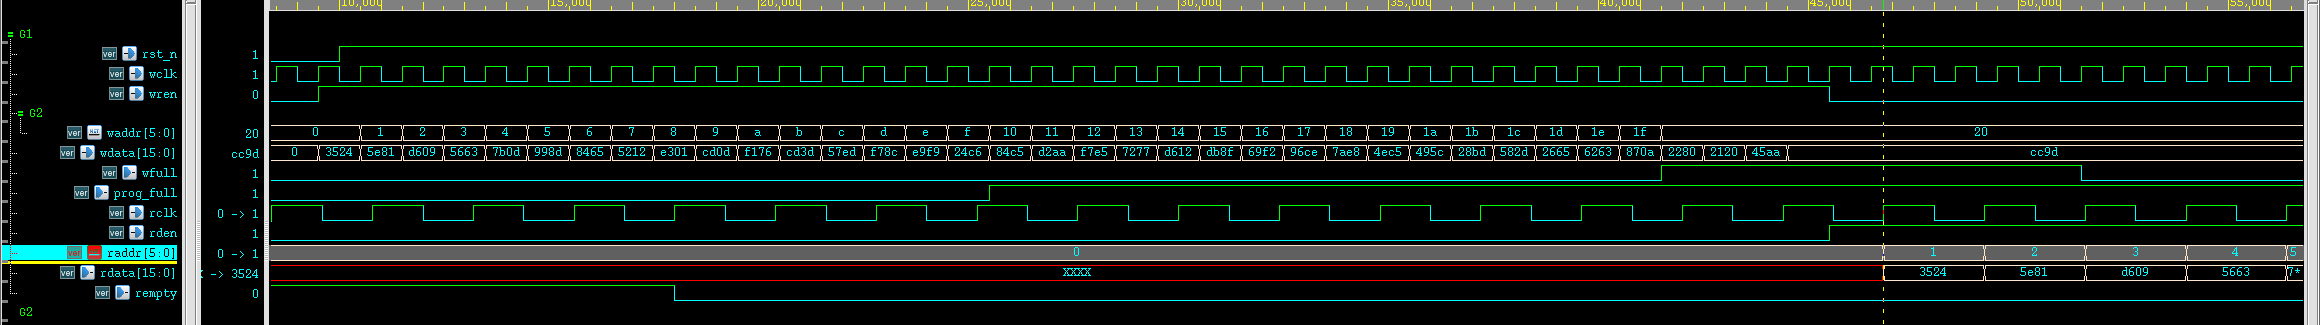 10,000 15,000 20,000 25,000 30,000 35,000 40,000 45,000 50,000 55,000
G1
ver rst_n 1
ver wclk 1
ver wren 0
G2
ver waddr[5:0] 20 0 1 2 3 4 5 6 7 8 9 a b c d e f 10 11 12 13 14 15 16 17 18 19 1a 1b 1c 1d 1e 1f 20
ver wdata[15:0] cc9d 0 3524 5e81 d609 5663 7b0d 998d 8465 5212 e301 cd0d f176 cd3d 57ed f78c e9f9 24c6 84c5 d2aa f7e5 7277 d612 db8f 69f2 96ce 7ae8 4ec5 495c 28bd 582d 2665 6263 870a 2280 2120 45aa cc9d
ver wfull 1
ver prog_full 1
ver rclk 0 -> 1
ver rden 1
ver raddr[5:0] 0 -> 1 0 1 2 3 4 5
ver rdata[15:0] -> 3524 XXXX 3524 5e81 d609 5663 7*
ver rempty 0
G2